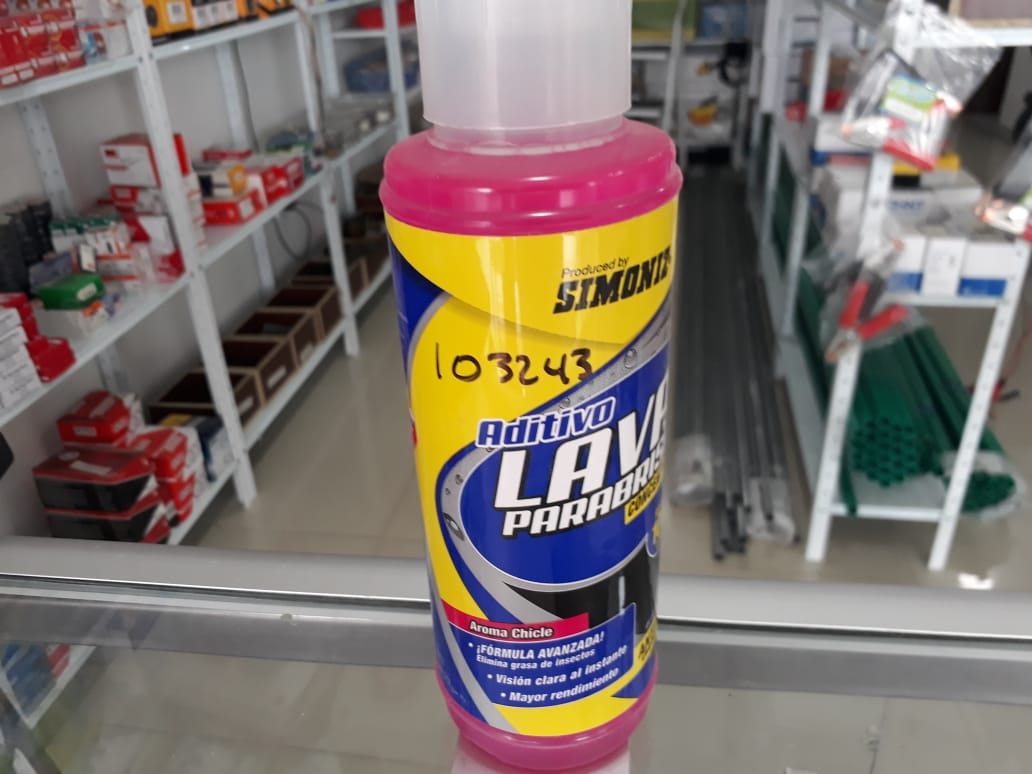 Produced by
SIMONIZ
103243
Aditivo
LAVA
PARABRIS
CONCEN
Aroma Chicle
• ¡FÓRMULA AVANZADA!
Elimina grasa de insectos
• Visión clara al instante
• Mayor rendimiento